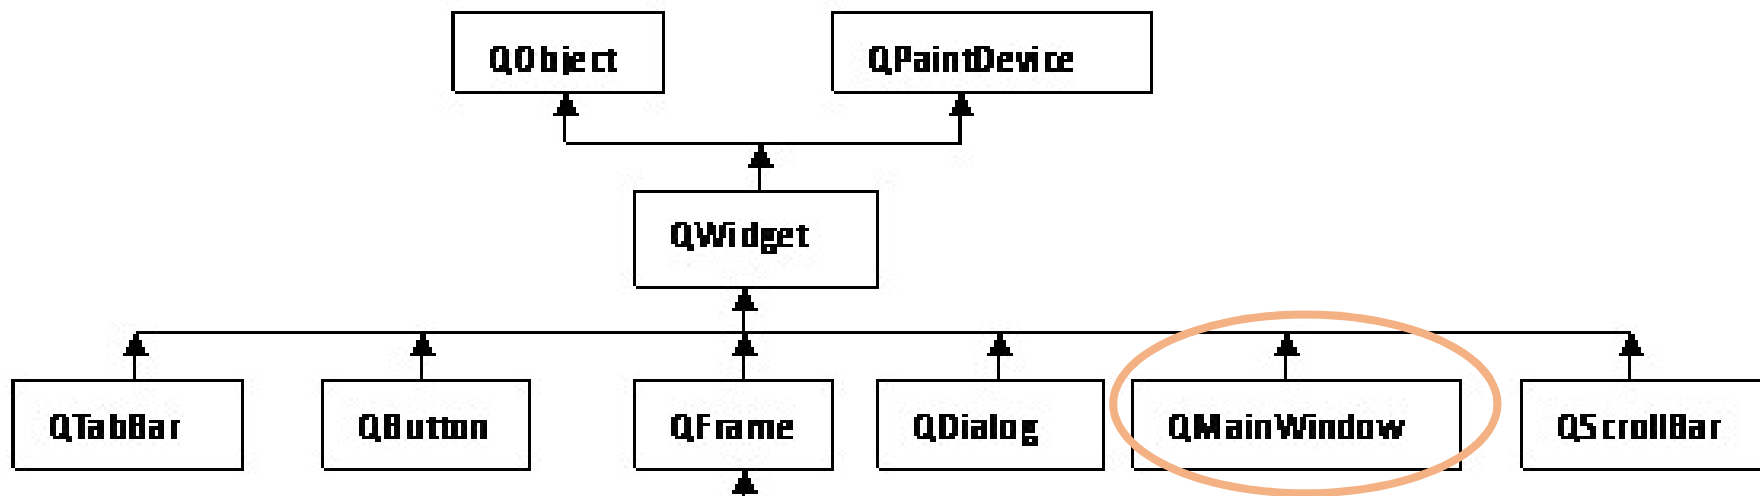 QObject
QPaintDevice
QWidget
QTabBar
QButton
QFrame
QDialog
QMainWindow
QScrollBar